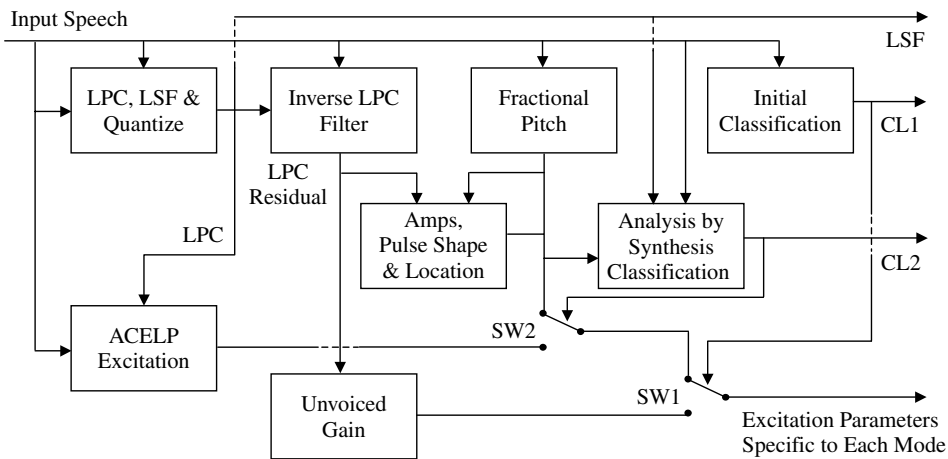 Input Speech
LSF
LPC, LSF &
Quantize
Inverse LPC
Filter
Fractional
Pitch
Initial
Classification
CL1
LPC
Residual
Amps,
Pulse Shape
& Location
Analysis by
Synthesis
Classification
LPC
CL2
ACELP
Excitation
SW2
Unvoiced
Gain
SW1
Excitation Parameters
Specific to Each Mode